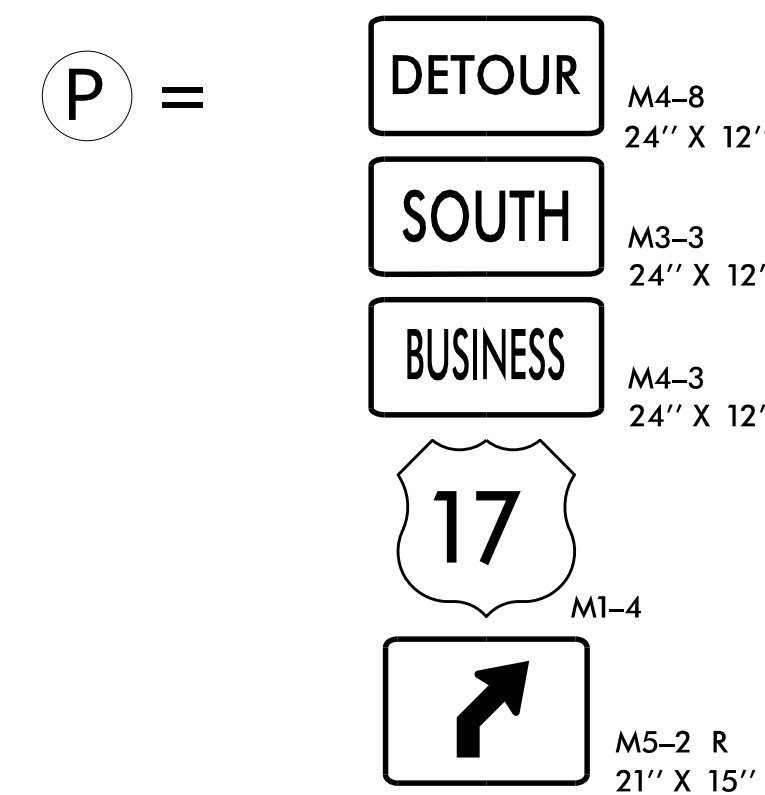 P =
DETOUR
M4–8
24'' X 12''
SOUTH
M3–3
24'' X 12'
BUSINESS
M4–3
24'' X 12'
17
M1–4
M5–2 R
21'' X 15''